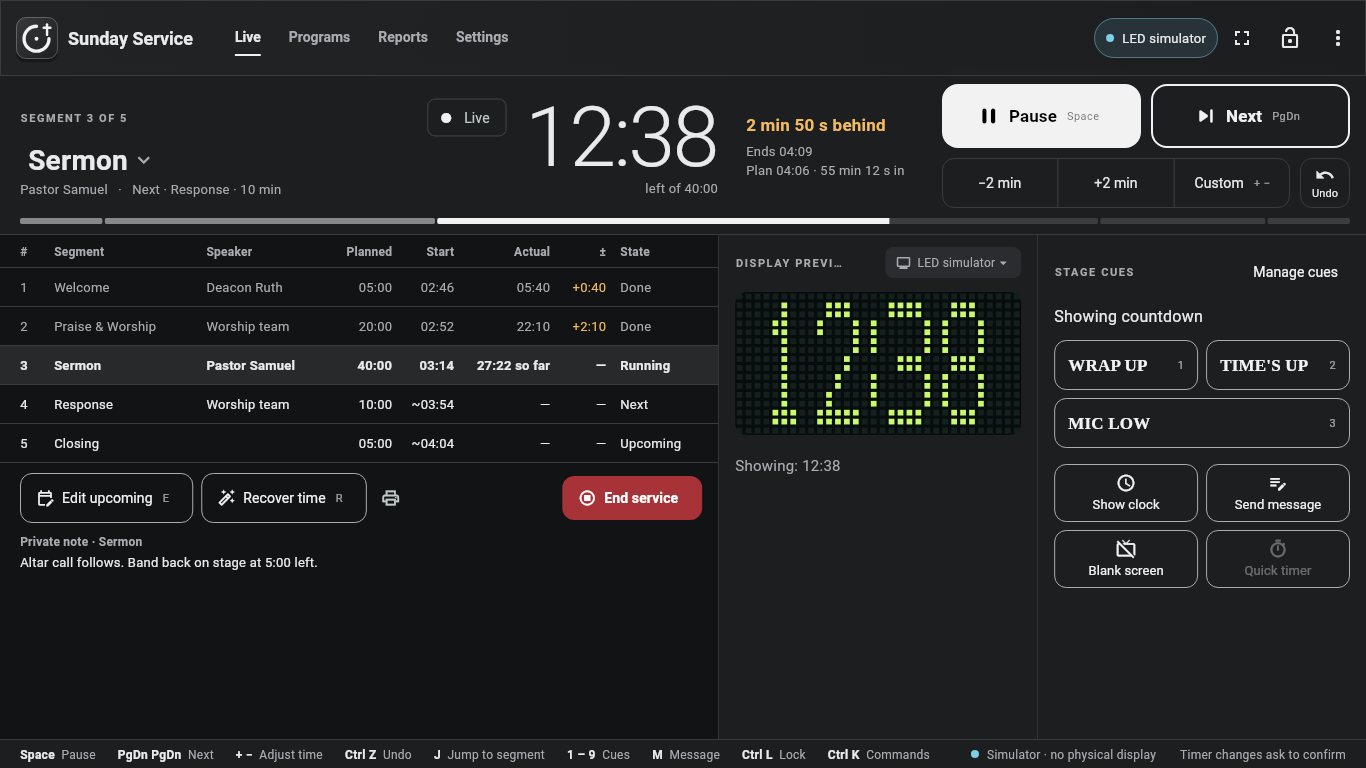 Sunday Service
Live Programs Reports Settings
LED simulator
SEGMENT 3 OF 5
Sermon
Pastor Samuel · Next · Response · 10 min
Live
12:38
left of 40:00
2 min 50 s behind
Ends 04:09
Plan 04:06 · 55 min 12 s in
Pause Space
Next PgDn
−2 min +2 min Custom + −
Undo
# Segment Speaker Planned Start Actual ± State
1 Welcome Deacon Ruth 05:00 02:46 05:40 +0:40 Done
2 Praise & Worship Worship team 20:00 02:52 22:10 +2:10 Done
3 Sermon Pastor Samuel 40:00 03:14 27:22 so far — Running
4 Response Worship team 10:00 ~03:54 — — Next
5 Closing 05:00 ~04:04 — — Upcoming
Edit upcoming E
Recover time R
End service
Private note · Sermon
Altar call follows. Band back on stage at 5:00 left.
DISPLAY PREVI…
LED simulator
12:38
Showing: 12:38
STAGE CUES
Manage cues
Showing countdown
WRAP UP 1
TIME'S UP 2
MIC LOW 3
Show clock
Send message
Blank screen
Quick timer
Space Pause PgDn PgDn Next + − Adjust time Ctrl Z Undo J Jump to segment 1 – 9 Cues M Message Ctrl L Lock Ctrl K Commands Simulator · no physical display Timer changes ask to confirm